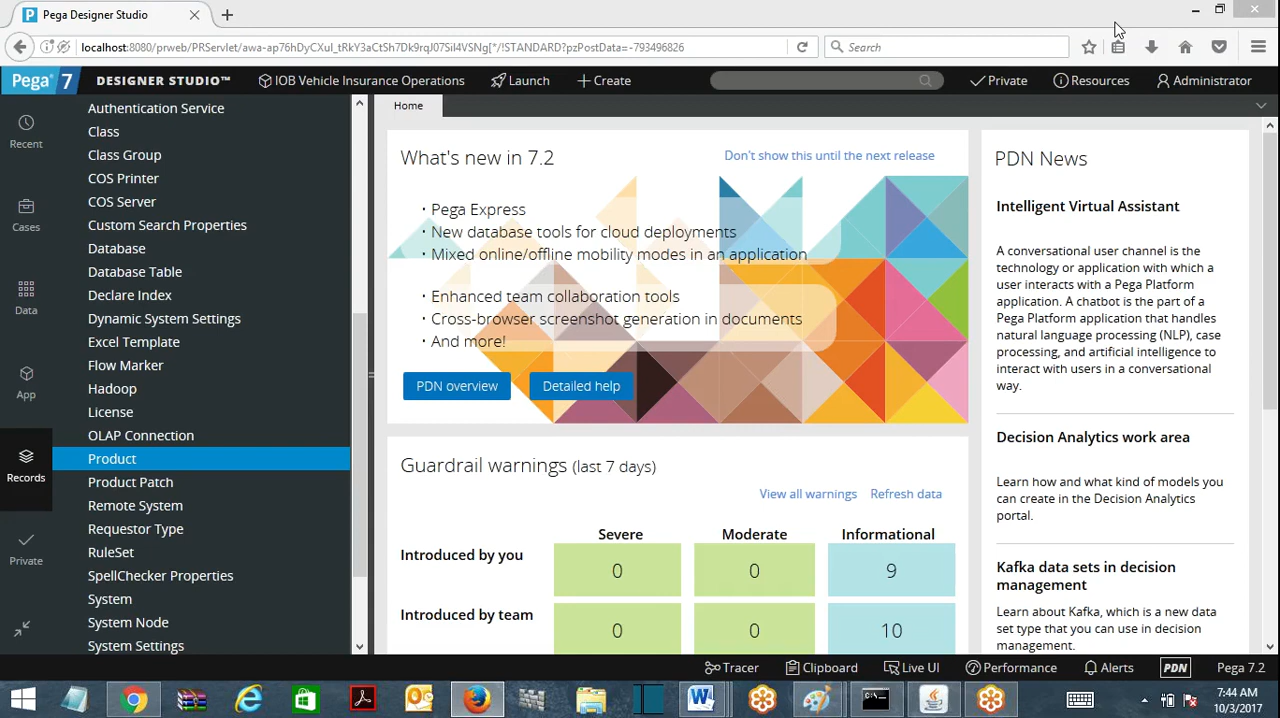 Pega Designer Studio
localhost:8080/prweb/PRServlet/awa-ap76hDyCXul_tRkY3aCtSh7Dk9rqJ07Sil4VSNg[*/!STANDARD?pzPostData=-793496826
Search
Pega 7 DESIGNER STUDIO™ IOB Vehicle Insurance Operations Launch Create Private Resources Administrator
Recent
Cases
Data
App
Records
Private
Authentication Service
Class
Class Group
COS Printer
COS Server
Custom Search Properties
Database
Database Table
Declare Index
Dynamic System Settings
Excel Template
Flow Marker
Hadoop
License
OLAP Connection
Product
Product Patch
Remote System
Requestor Type
RuleSet
SpellChecker Properties
System
System Node
System Settings
Home
What's new in 7.2
Don't show this until the next release
• Pega Express
• New database tools for cloud deployments
• Mixed online/offline mobility modes in an application
• Enhanced team collaboration tools
• Cross-browser screenshot generation in documents
• And more!
PDN overview
Detailed help
Guardrail warnings (last 7 days)
View all warnings Refresh data
Severe Moderate Informational
Introduced by you 0 0 9
Introduced by team 0 0 10
PDN News
Intelligent Virtual Assistant
A conversational user channel is the
technology or application with which a
user interacts with a Pega Platform
application. A chatbot is the part of a
Pega Platform application that handles
natural language processing (NLP), case
processing, and artificial intelligence to
interact with users in a conversational
way.
Decision Analytics work area
Learn how and what kind of models you
can create in the Decision Analytics
portal.
Kafka data sets in decision
management
Learn about Kafka, which is a new data
set type that you can use in decision
management.
Tracer Clipboard Live UI Performance Alerts PDN Pega 7.2
7:44 AM
10/3/2017